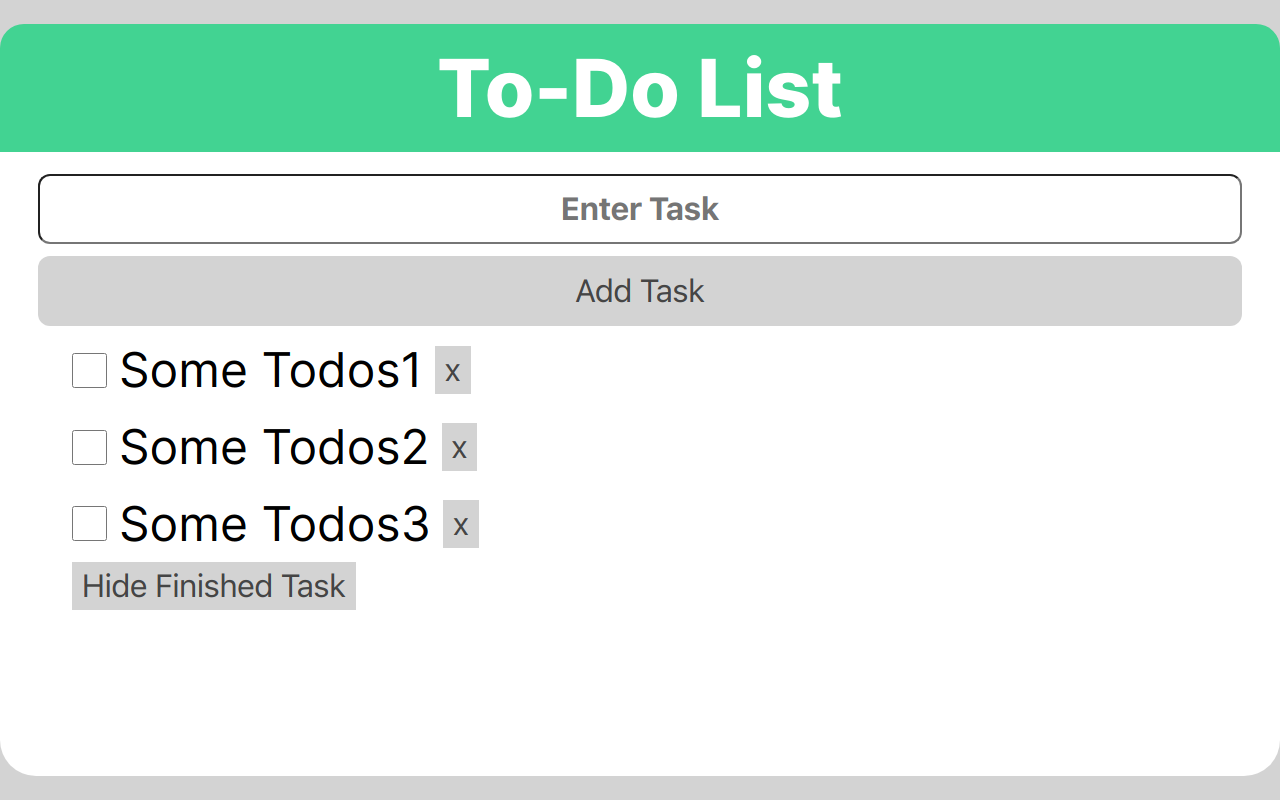 To-Do List
Enter Task
Add Task
Some Todos1 x
Some Todos2 x
Some Todos3 x
Hide Finished Task